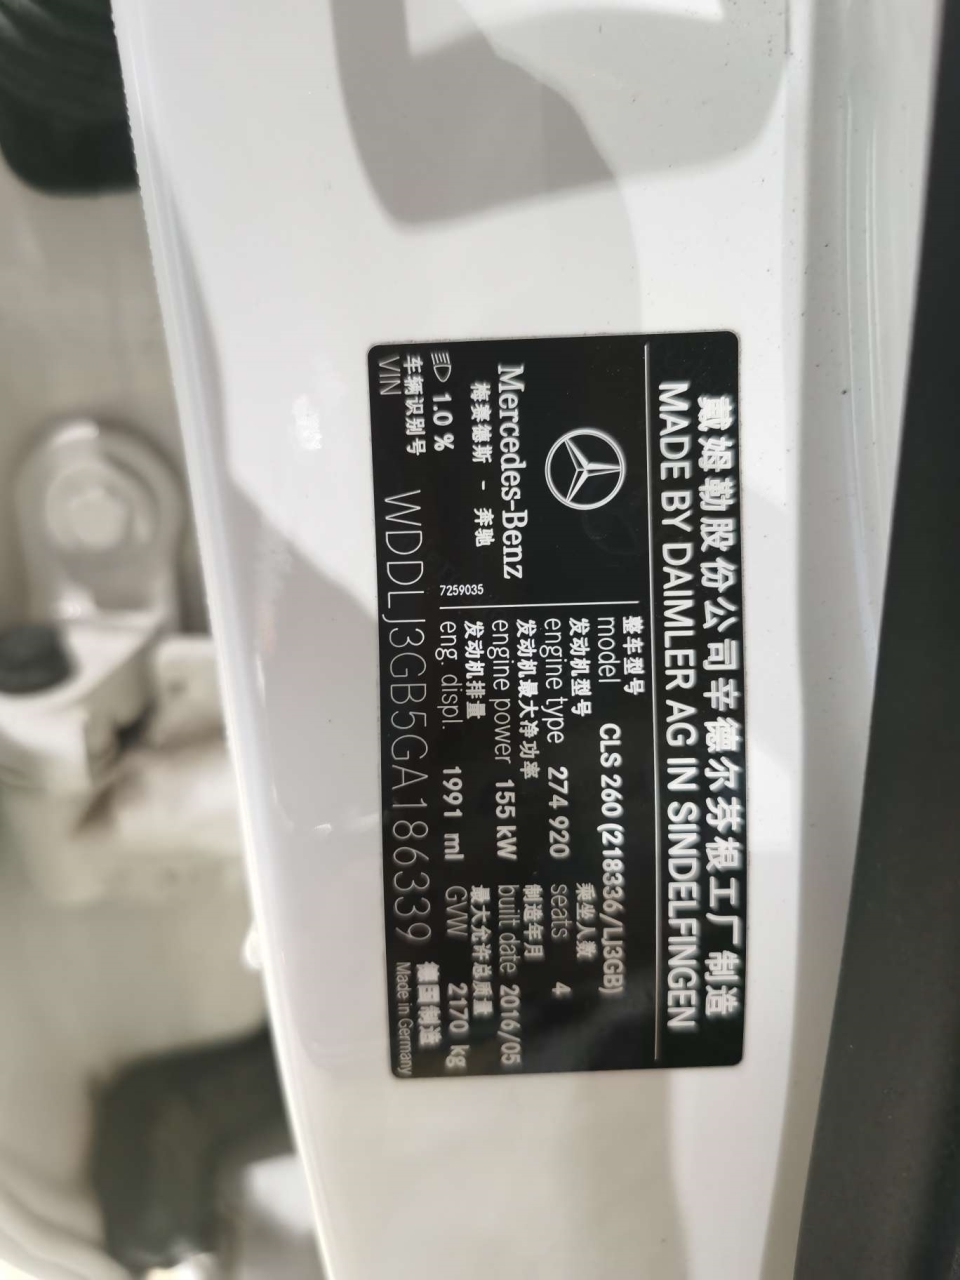 戴姆勒股份公司辛德尔芬根工厂制造
MADE BY DAIMLER AG IN SINDELFINGEN
Mercedes-Benz
梅赛德斯 - 奔驰
1.0 %
7259035
整车型号
model CLS 260 (218336/LJ3GB)
发动机型号 乘坐人数
engine type 274 920 seats 4
发动机最大净功率 制造年月
engine power 155 kW built date 2016/05
发动机排量 最大允许总质量
eng. displ. 1991 ml GVW 2170 kg
车辆识别号 德国制造
VIN WDDLJ3GB5GA186339 Made in Germany